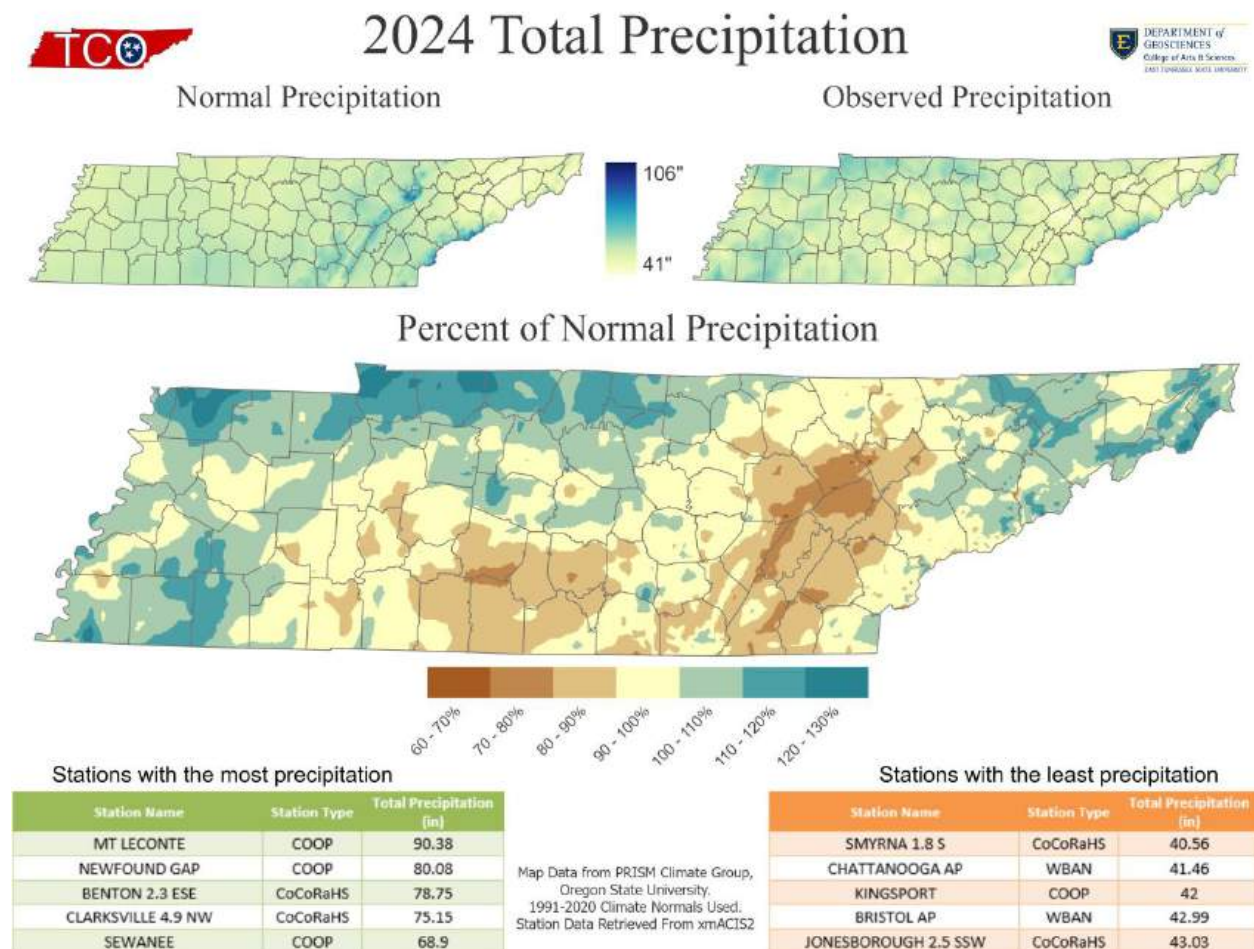 TCO
2024 Total Precipitation
E
DEPARTMENT of
GEOSCIENCES
College of Arts & Sciences
EAST TENNESSEE STATE UNIVERSITY
Normal Precipitation
Observed Precipitation
106"
41"
Percent of Normal Precipitation
60 - 70%
70 - 80%
80 - 90%
90 - 100%
100 - 110%
110 - 120%
120 - 130%
Stations with the most precipitation
Station Name Station Type Total Precipitation (in)
MT LECONTE COOP 90.38
NEWFOUND GAP COOP 80.08
BENTON 2.3 ESE CoCoRaHS 78.75
CLARKSVILLE 4.9 NW CoCoRaHS 75.15
SEWANEE COOP 68.9
Map Data from PRISM Climate Group,
Oregon State University.
1991-2020 Climate Normals Used.
Station Data Retrieved From xmACIS2
Stations with the least precipitation
Station Name Station Type Total Precipitation (in)
SMYRNA 1.8 S CoCoRaHS 40.56
CHATTANOOGA AP WBAN 41.46
KINGSPORT COOP 42
BRISTOL AP WBAN 42.99
JONESBOROUGH 2.5 SSW CoCoRaHS 43.03